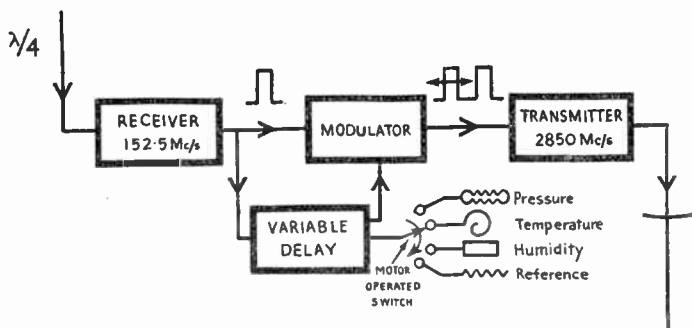 λ/4
RECEIVER
152·5 Mc/s
MODULATOR
TRANSMITTER
2850 Mc/s
VARIABLE
DELAY
MOTOR
OPERATED
SWITCH
Pressure
Temperature
Humidity
Reference